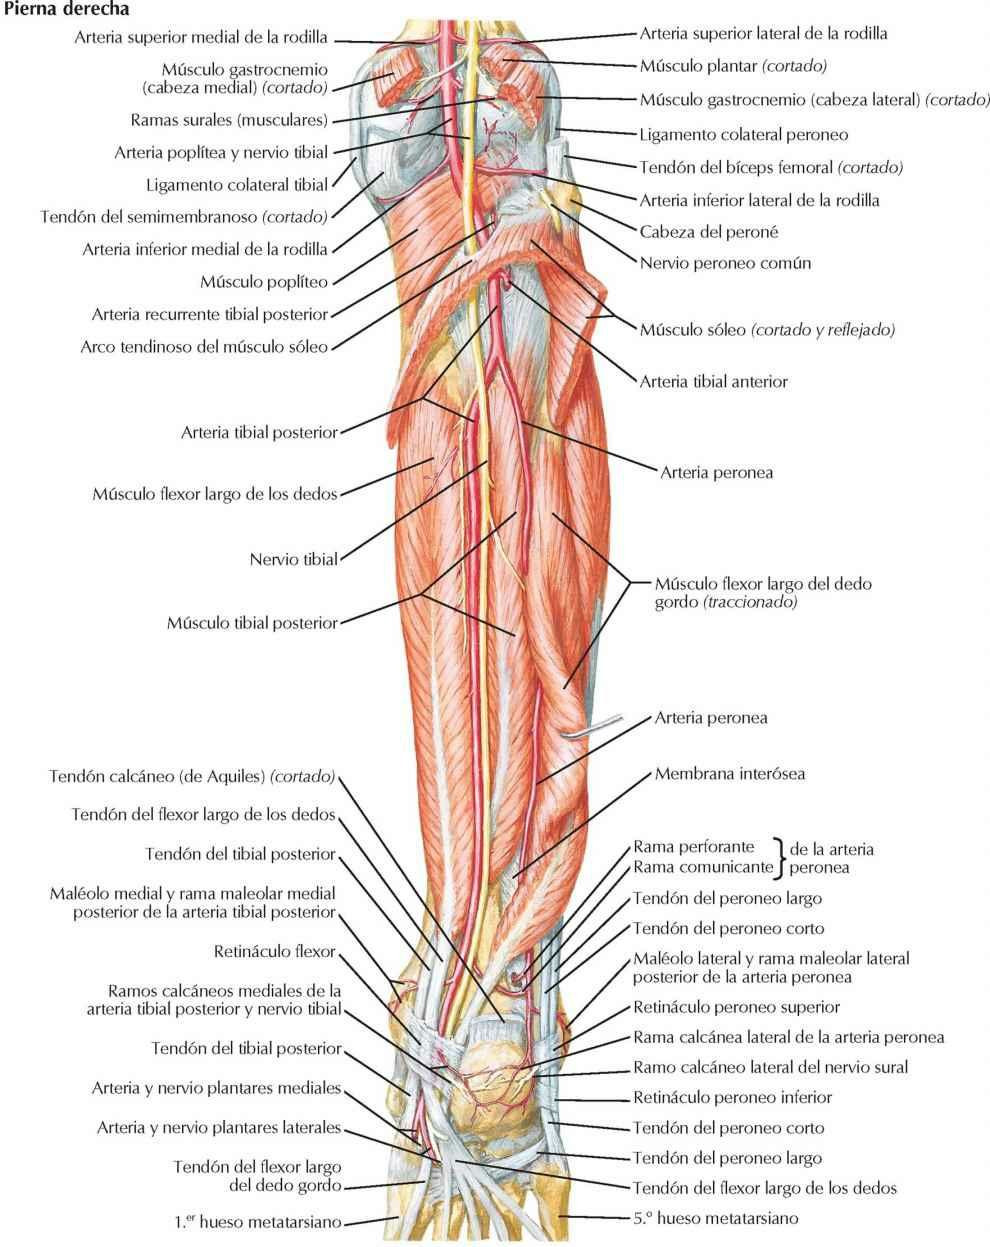 Pierna derecha
Arteria superior medial de la rodilla
Músculo gastrocnemio
(cabeza medial) (cortado)
Ramas surales (musculares)
Arteria poplítea y nervio tibial
Ligamento colateral tibial
Tendón del semimembranoso (cortado)
Arteria inferior medial de la rodilla
Músculo poplíteo
Arteria recurrente tibial posterior
Arco tendinoso del músculo sóleo
Arteria tibial posterior
Músculo flexor largo de los dedos
Nervio tibial
Músculo tibial posterior
Tendón calcáneo (de Aquiles) (cortado)
Tendón del flexor largo de los dedos
Tendón del tibial posterior
Maléolo medial y rama maleolar medial
posterior de la arteria tibial posterior
Retináculo flexor
Ramos calcáneos mediales de la
arteria tibial posterior y nervio tibial
Tendón del tibial posterior
Arteria y nervio plantares mediales
Arteria y nervio plantares laterales
Tendón del flexor largo
del dedo gordo
1.er hueso metatarsiano
Arteria superior lateral de la rodilla
Músculo plantar (cortado)
Músculo gastrocnemio (cabeza lateral) (cortado)
Ligamento colateral peroneo
Tendón del bíceps femoral (cortado)
Arteria inferior lateral de la rodilla
Cabeza del peroné
Nervio peroneo común
Músculo sóleo (cortado y reflejado)
Arteria tibial anterior
Arteria peronea
Músculo flexor largo del dedo
gordo (traccionado)
Arteria peronea
Membrana interósea
Rama perforante
Rama comunicante
de la arteria
peronea
Tendón del peroneo largo
Tendón del peroneo corto
Maléolo lateral y rama maleolar lateral
posterior de la arteria peronea
Retináculo peroneo superior
Rama calcánea lateral de la arteria peronea
Ramo calcáneo lateral del nervio sural
Retináculo peroneo inferior
Tendón del peroneo corto
Tendón del peroneo largo
Tendón del flexor largo de los dedos
5.º hueso metatarsiano